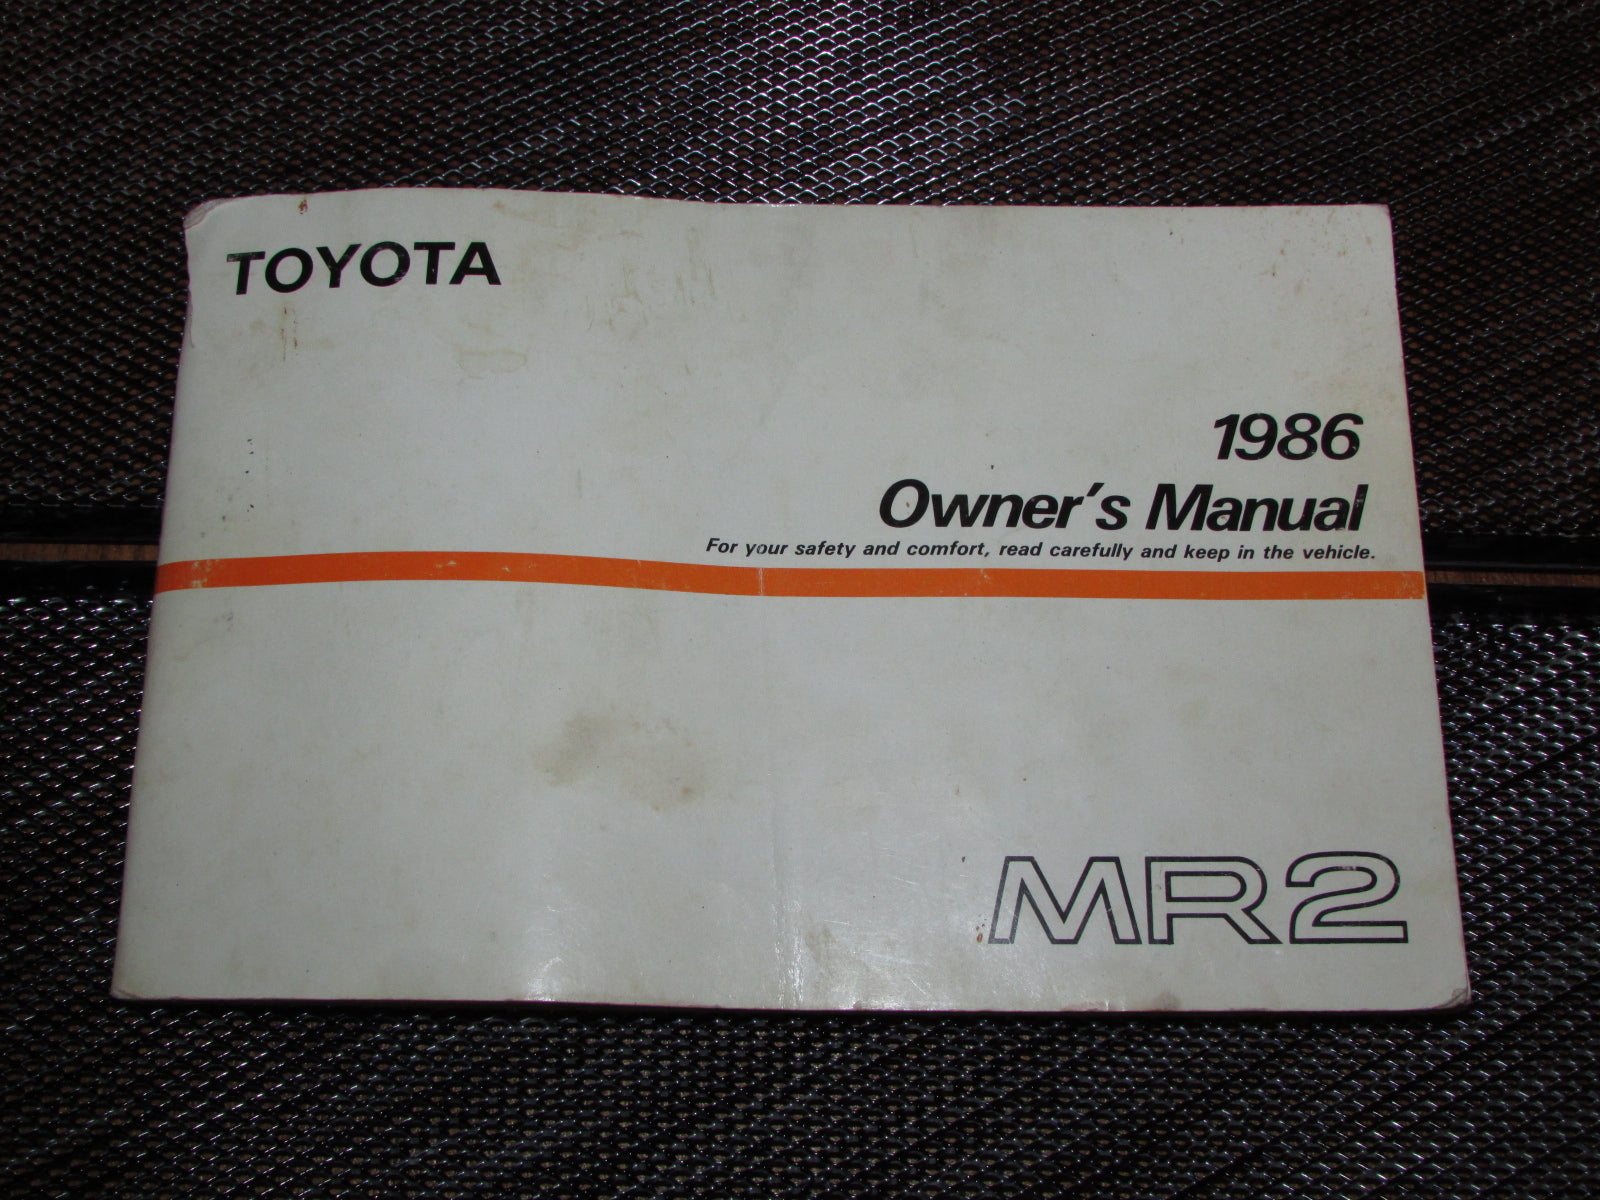 TOYOTA
1986
Owner's Manual
For your safety and comfort, read carefully and keep in the vehicle.
MR2